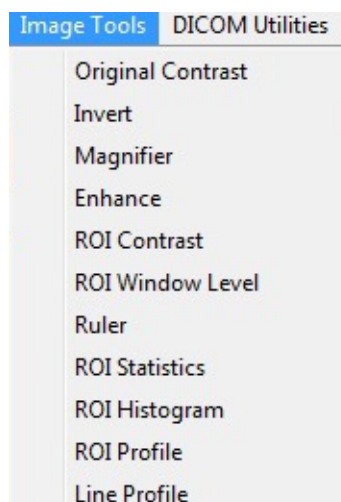 Image Tools DICOM Utilities
Original Contrast
Invert
Magnifier
Enhance
ROI Contrast
ROI Window Level
Ruler
ROI Statistics
ROI Histogram
ROI Profile
Line Profile